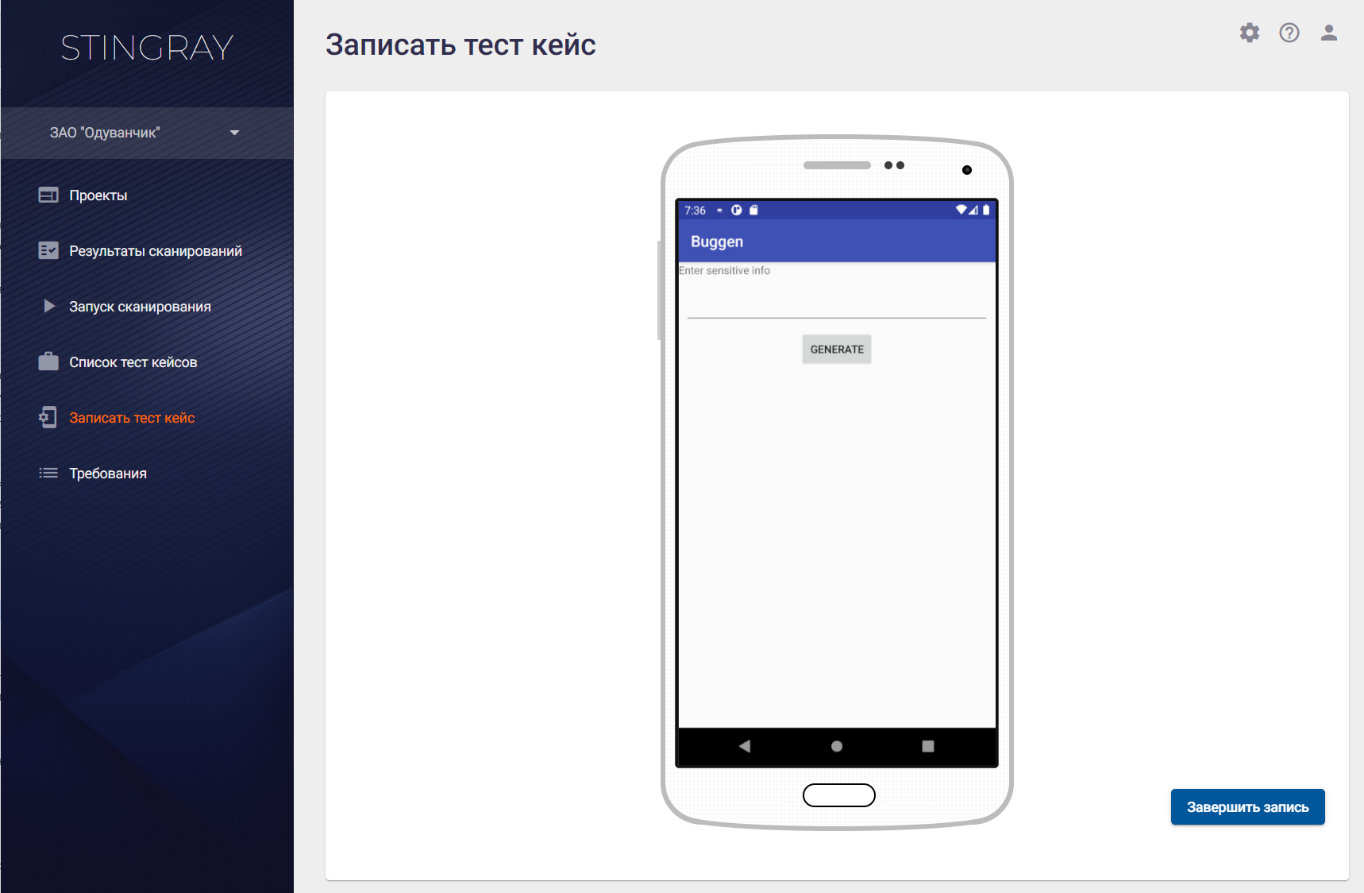 STINGRAY
ЗАО "Одуванчик"
Проекты
Результаты сканирований
Запуск сканирования
Список тест кейсов
Записать тест кейс
Требования
Записать тест кейс
7:36
Buggen
Enter sensitive info
GENERATE
Завершить запись